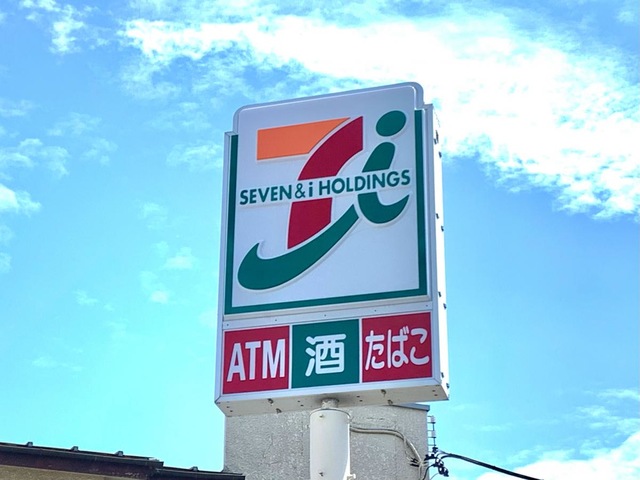 SEVEN & i HOLDINGS
ATM 酒 たばこ